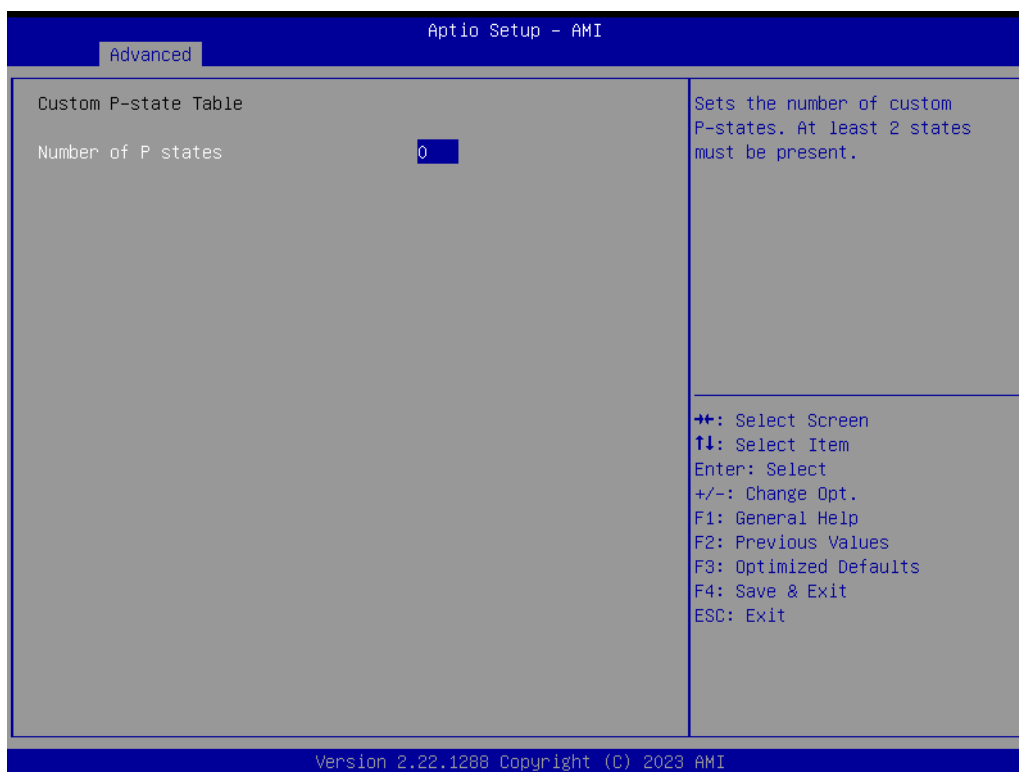 Aptio Setup – AMI
Advanced
Custom P-state Table
Number of P states 0
Sets the number of custom
P-states. At least 2 states
must be present.
→←: Select Screen
↑↓: Select Item
Enter: Select
+/-: Change Opt.
F1: General Help
F2: Previous Values
F3: Optimized Defaults
F4: Save & Exit
ESC: Exit
Version 2.22.1288 Copyright (C) 2023 AMI